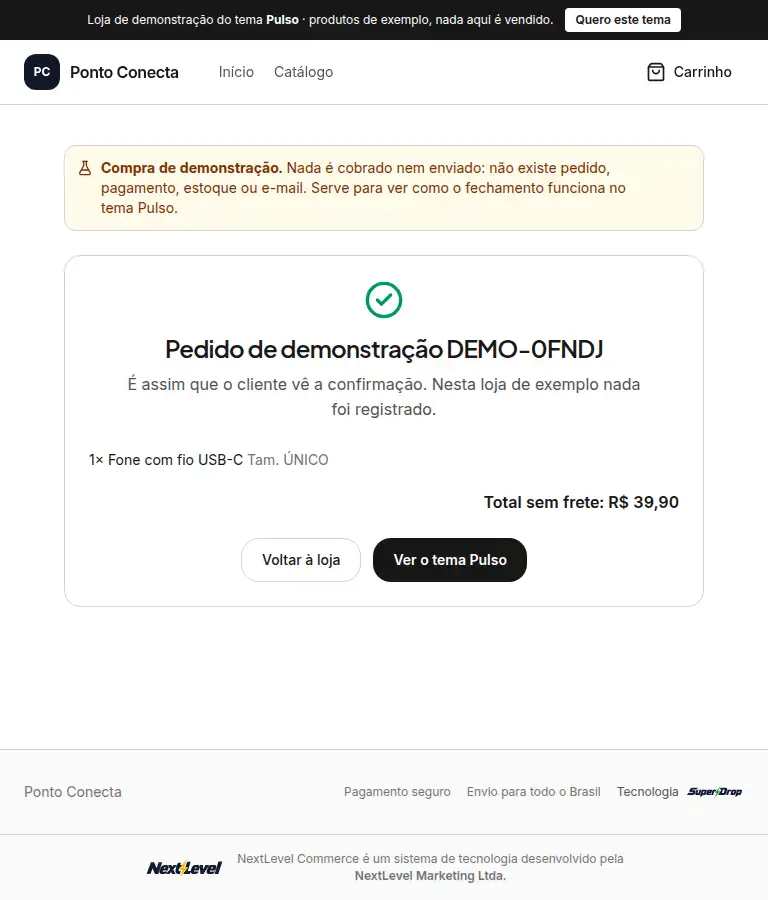 Loja de demonstração do tema Pulso · produtos de exemplo, nada aqui é vendido. Quero este tema
PC Ponto Conecta Início Catálogo Carrinho
Compra de demonstração. Nada é cobrado nem enviado: não existe pedido,
pagamento, estoque ou e-mail. Serve para ver como o fechamento funciona no
tema Pulso.
Pedido de demonstração DEMO-0FNDJ
É assim que o cliente vê a confirmação. Nesta loja de exemplo nada
foi registrado.
1× Fone com fio USB-C Tam. ÚNICO
Total sem frete: R$ 39,90
Voltar à loja Ver o tema Pulso
Ponto Conecta Pagamento seguro Envio para todo o Brasil Tecnologia SuperDrop
NextLevel NextLevel Commerce é um sistema de tecnologia desenvolvido pela
NextLevel Marketing Ltda.